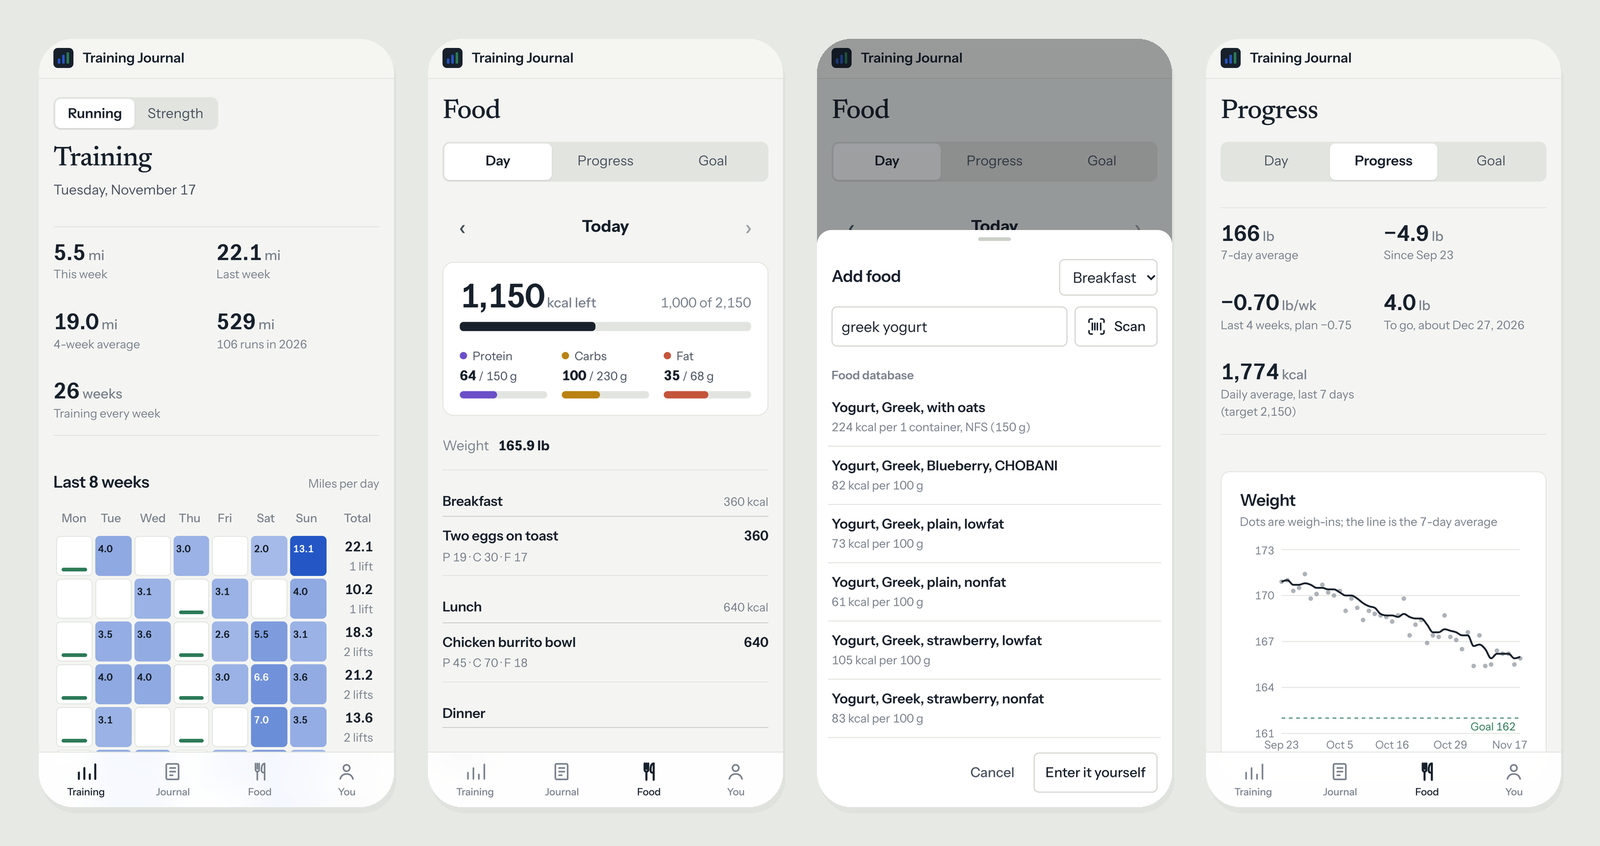 Training Journal
Running Strength
Training
Tuesday, November 17
5.5 mi 22.1 mi
This week Last week
19.0 mi 529 mi
4-week average 106 runs in 2026
26 weeks
Training every week
Last 8 weeks Miles per day
Mon Tue Wed Thu Fri Sat Sun Total
4.0 3.0 2.0 13.1 22.1
1 lift
3.1 3.1 4.0 10.2
1 lift
3.5 3.6 2.6 5.5 3.1 18.3
2 lifts
4.0 4.0 3.0 6.6 3.6 21.2
2 lifts
3.1 7.0 3.5 13.6
2 lifts
Training Journal Food You
Training Journal
Food
Day Progress Goal
‹ Today ›
1,150 kcal left 1,000 of 2,150
Protein Carbs Fat
64 / 150 g 100 / 230 g 35 / 68 g
Weight 165.9 lb
Breakfast 360 kcal
Two eggs on toast 360
P 19 · C 30 · F 17
Lunch 640 kcal
Chicken burrito bowl 640
P 45 · C 70 · F 18
Dinner
Training Journal Food You
Training Journal
Food
Day Progress Goal
‹ Today ›
Add food Breakfast
greek yogurt Scan
Food database
Yogurt, Greek, with oats
224 kcal per 1 container, NFS (150 g)
Yogurt, Greek, Blueberry, CHOBANI
82 kcal per 100 g
Yogurt, Greek, plain, lowfat
73 kcal per 100 g
Yogurt, Greek, plain, nonfat
61 kcal per 100 g
Yogurt, Greek, strawberry, lowfat
105 kcal per 100 g
Yogurt, Greek, strawberry, nonfat
83 kcal per 100 g
Cancel Enter it yourself
Training Journal
Progress
Day Progress Goal
166 lb −4.9 lb
7-day average Since Sep 23
−0.70 lb/wk 4.0 lb
Last 4 weeks, plan −0.75 To go, about Dec 27, 2026
1,774 kcal
Daily average, last 7 days
(target 2,150)
Weight
Dots are weigh-ins; the line is the 7-day average
173
170
167
164
Goal 162
161
Sep 23 Oct 5 Oct 16 Oct 29 Nov 17
Training Journal Food You